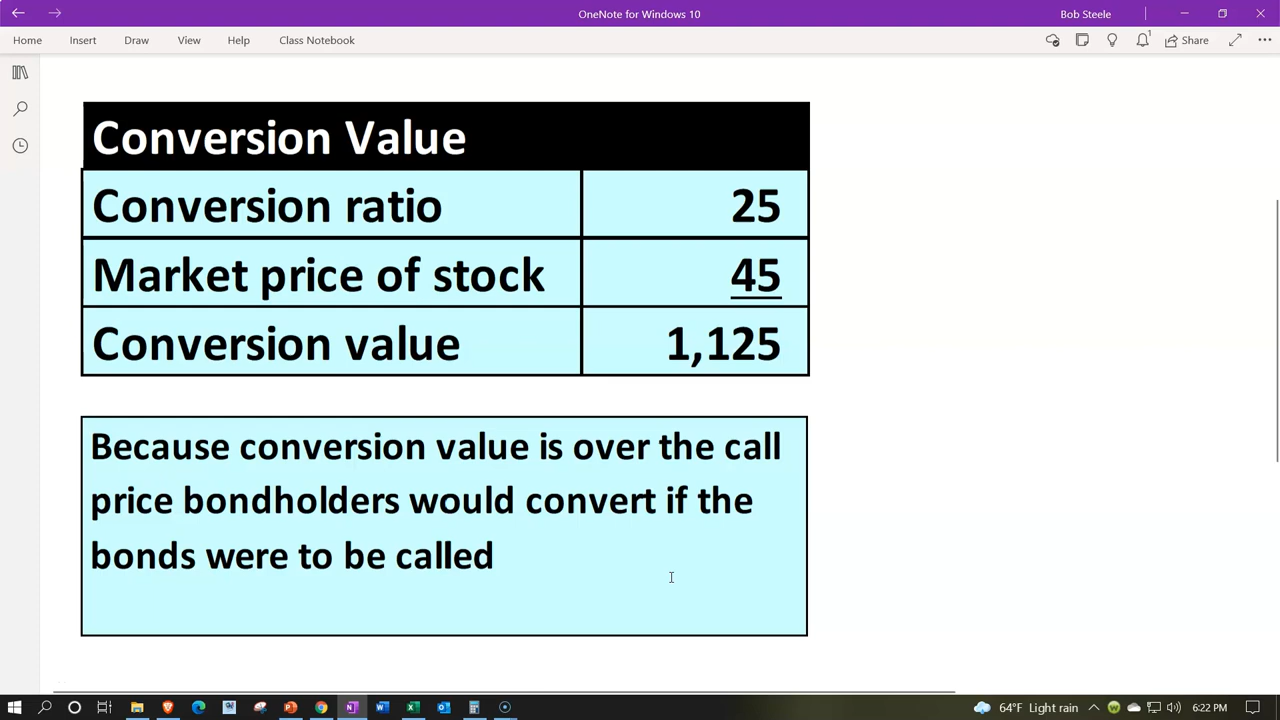 OneNote for Windows 10
Bob Steele
Home Insert Draw View Help Class Notebook
1 Share
Conversion Value
Conversion ratio 25
Market price of stock 45
Conversion value 1,125
Because conversion value is over the call
price bondholders would convert if the
bonds were to be called
64°F Light rain 6:22 PM